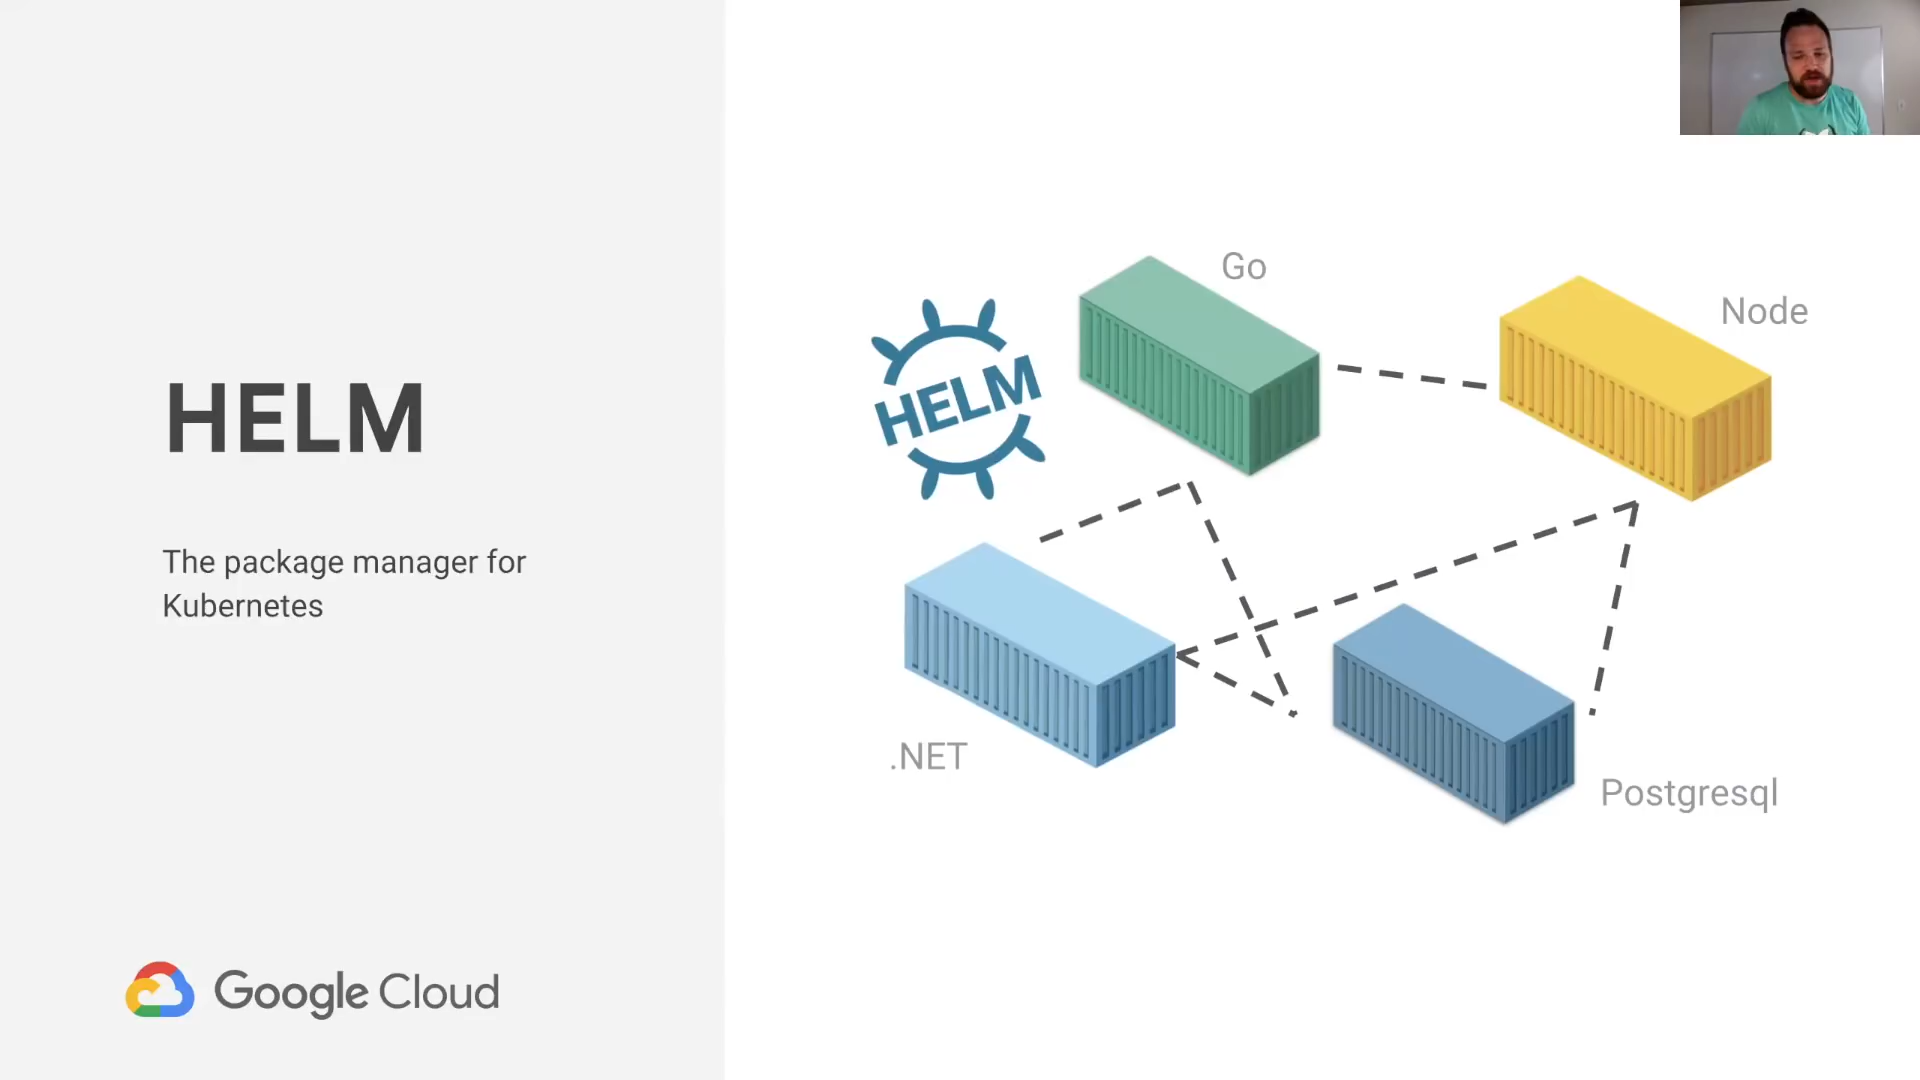 HELM
The package manager for
Kubernetes
Google Cloud
HELM
Go
Node
.NET
Postgresql